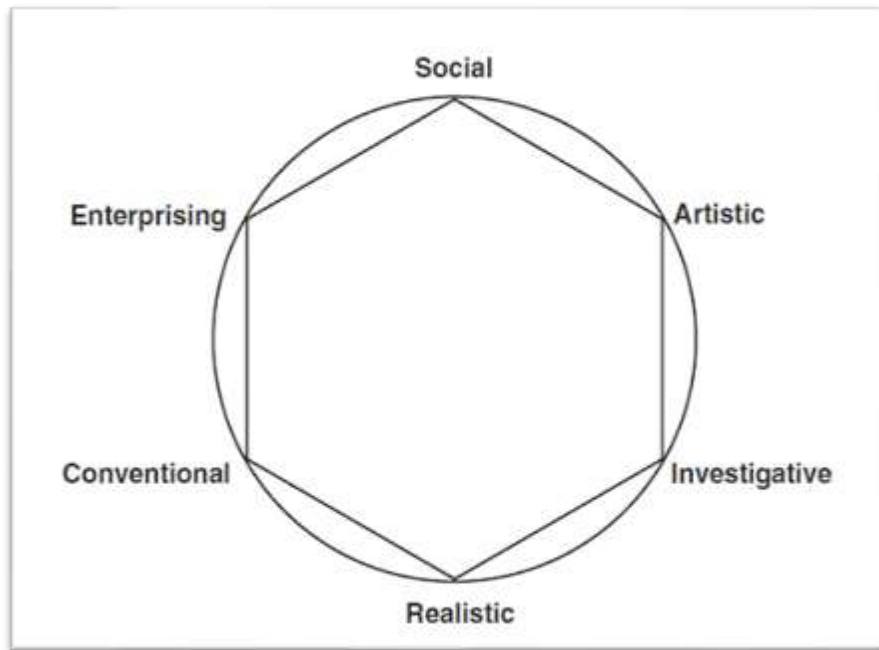 Social
Enterprising
Artistic
Conventional
Investigative
Realistic